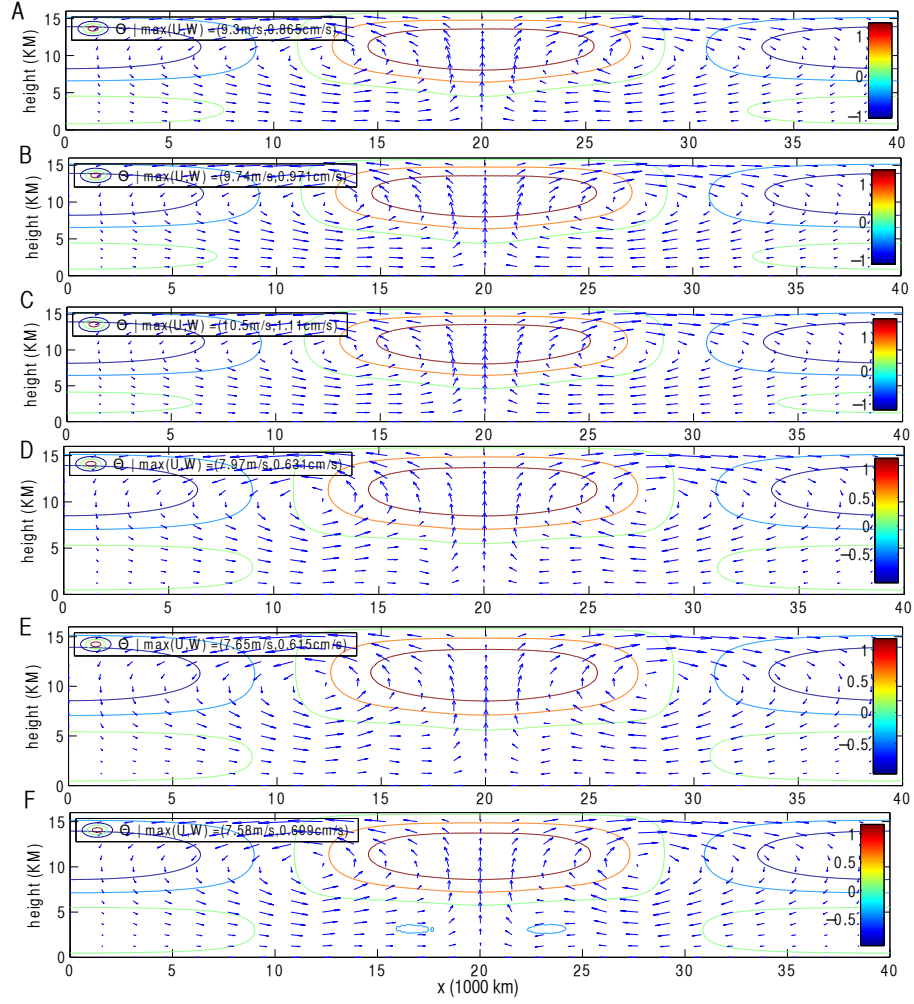 A
15
10
5
0
height (KM)
Θ | max(U,W) =(9.3m/s,0.865cm/s)
1
0
−1
0 5 10 15 20 25 30 35 40
B
15
10
5
0
height (KM)
Θ | max(U,W) =(9.74m/s,0.971cm/s)
1
0
−1
0 5 10 15 20 25 30 35 40
C
15
10
5
0
height (KM)
Θ | max(U,W) =(10.5m/s,1.11cm/s)
1
0
−1
0 5 10 15 20 25 30 35 40
D
15
10
5
0
height (KM)
Θ | max(U,W) =(7.97m/s,0.631cm/s)
1
0.5
0
−0.5
0 5 10 15 20 25 30 35 40
E
15
10
5
0
height (KM)
Θ | max(U,W) =(7.65m/s,0.615cm/s)
1
0.5
0
−0.5
0 5 10 15 20 25 30 35 40
F
15
10
5
0
height (KM)
Θ | max(U,W) =(7.58m/s,0.609cm/s)
1
0.5
0
−0.5
0 5 10 15 20 25 30 35 40
x (1000 km)